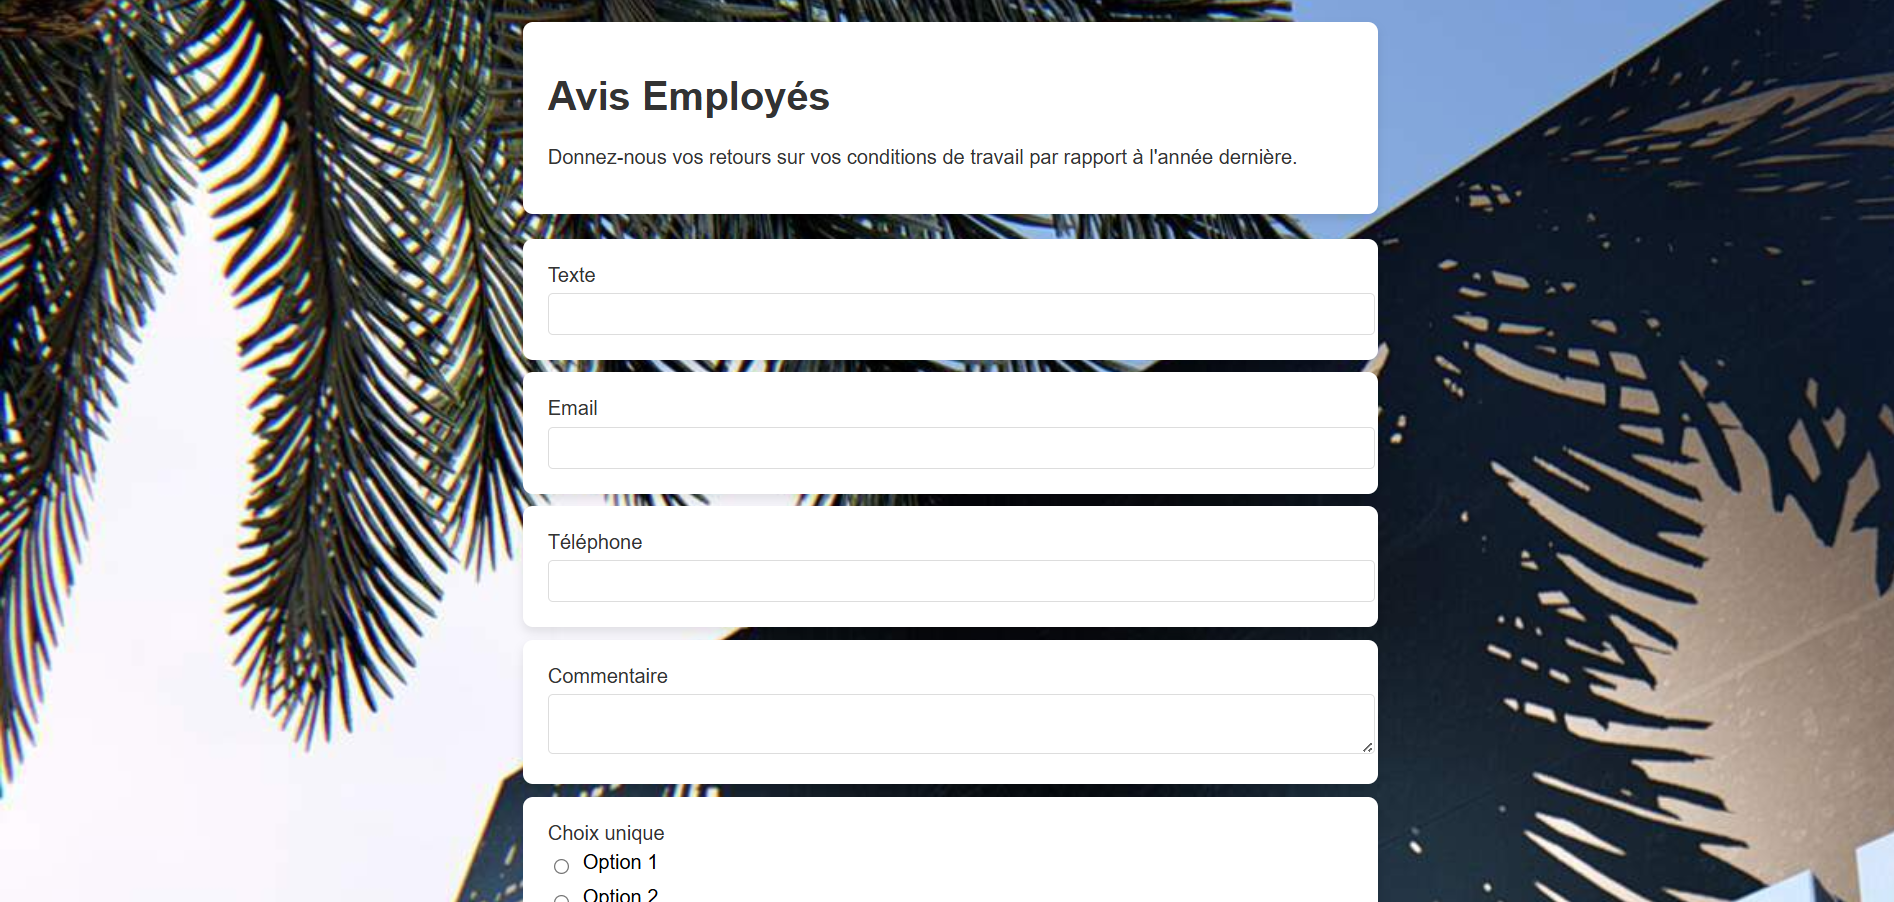 Avis Employés
Donnez-nous vos retours sur vos conditions de travail par rapport à l'année dernière.
Texte
Email
Téléphone
Commentaire
Choix unique
Option 1
Option 2